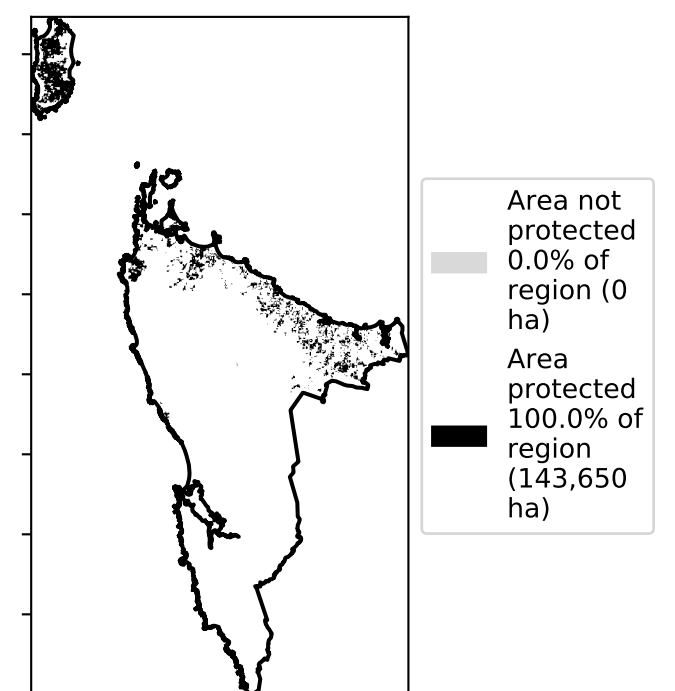 Area not
protected
0.0% of
region (0
ha)
Area
protected
100.0% of
region
(143,650
ha)